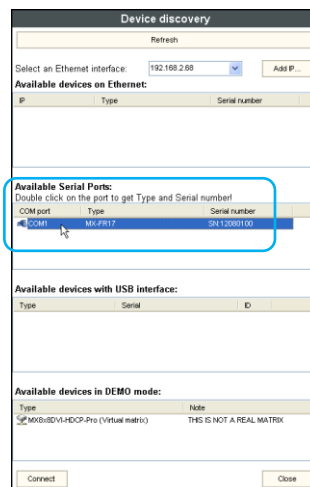 Device discovery
Refresh
Select an Ethernet interface: 192.168.2.68 Add IP...
Available devices on Ethernet:
IP Type Serial number
Available Serial Ports:
Double click on the port to get Type and Serial number!
COM port Type Serial number
COM1 MX-FR17 SN:12080100
Available devices with USB interface:
Type Serial ID
Available devices in DEMO mode:
Type Note
MX8x8DVI-HDCP-Pro (Virtual matrix) THIS IS NOT A REAL MATRIX
Connect Close